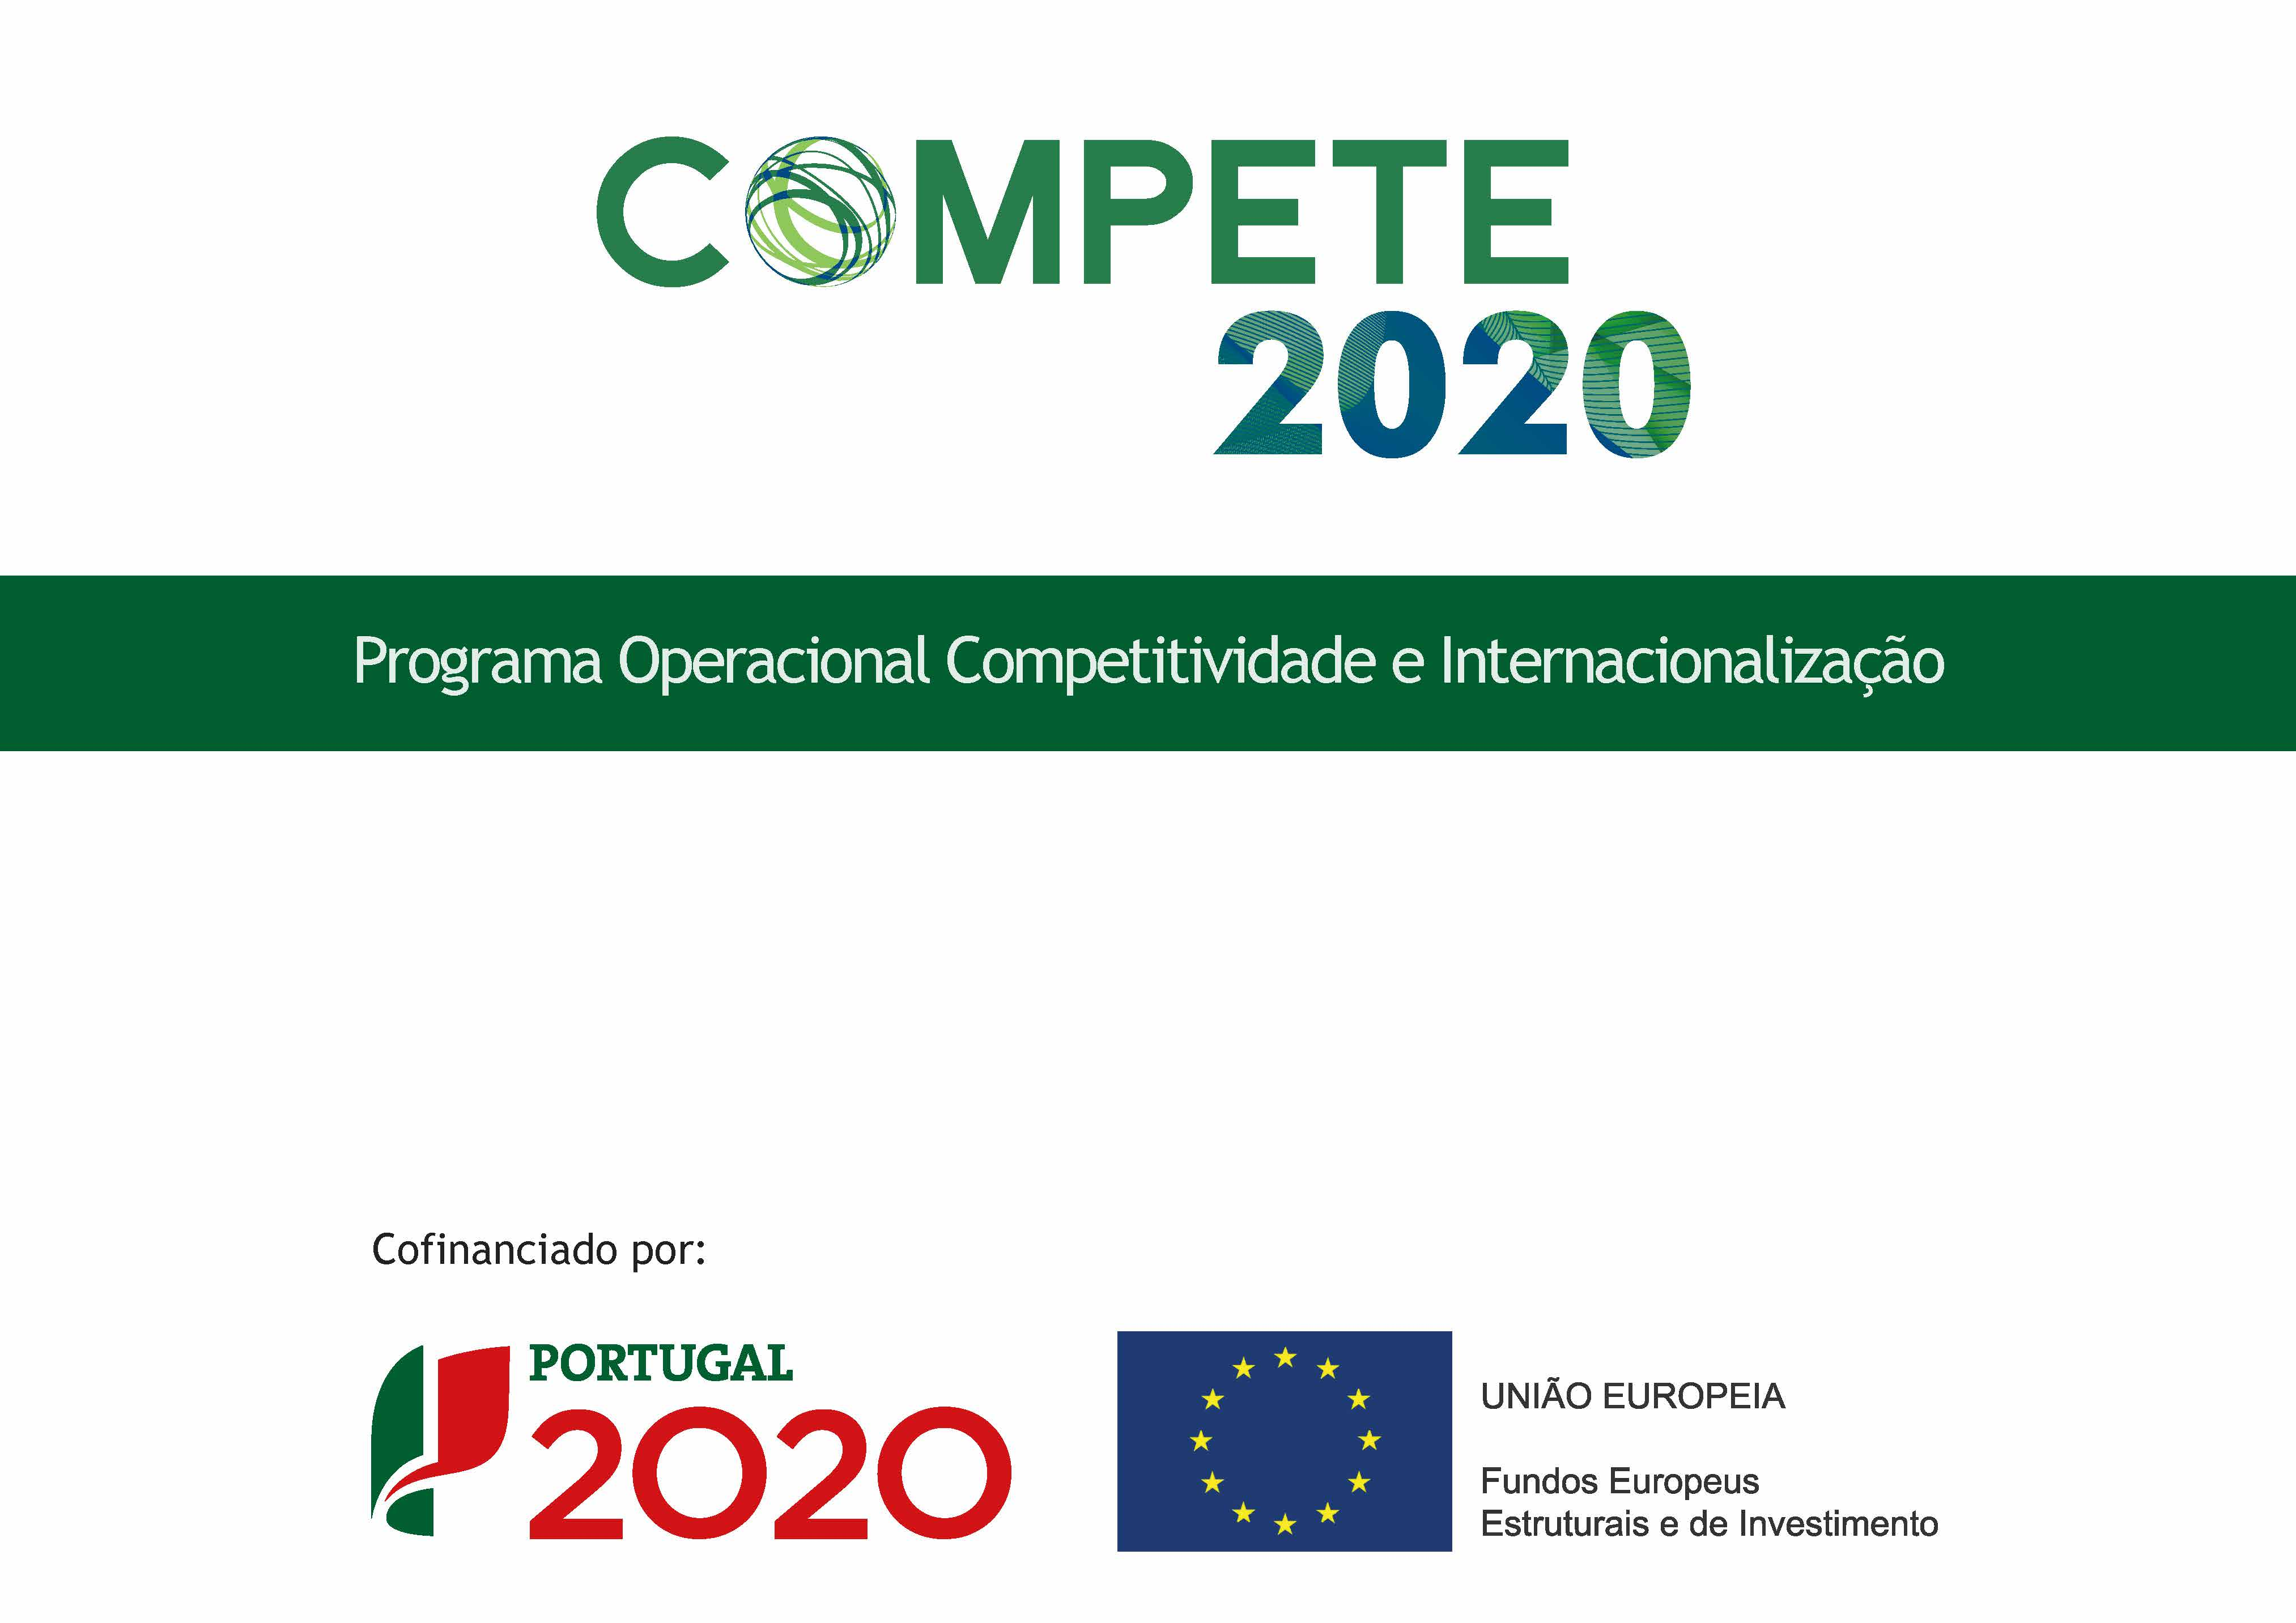 COMPETE
2020
Programa Operacional Competitividade e Internacionalização
Cofinanciado por:
PORTUGAL
2020
UNIÃO EUROPEIA
Fundos Europeus
Estruturais e de Investimento